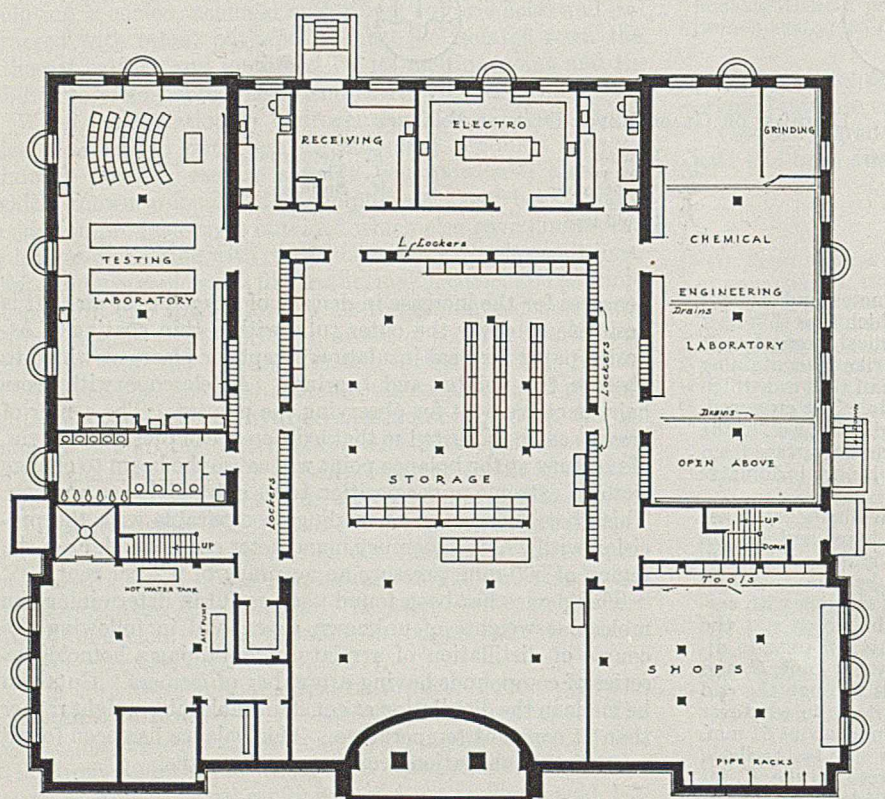 RECEIVING
ELECTRO
GRINDING
Lockers
TESTING
LABORATORY
CHEMICAL
ENGINEERING
Drains
LABORATORY
Lockers
Drains
OPEN ABOVE
DOWN
STORAGE
Lockers
UP
UP
DOWN
Tools
HOT WATER TANK
AIR PUMP
SHOPS
PIPE RACKS